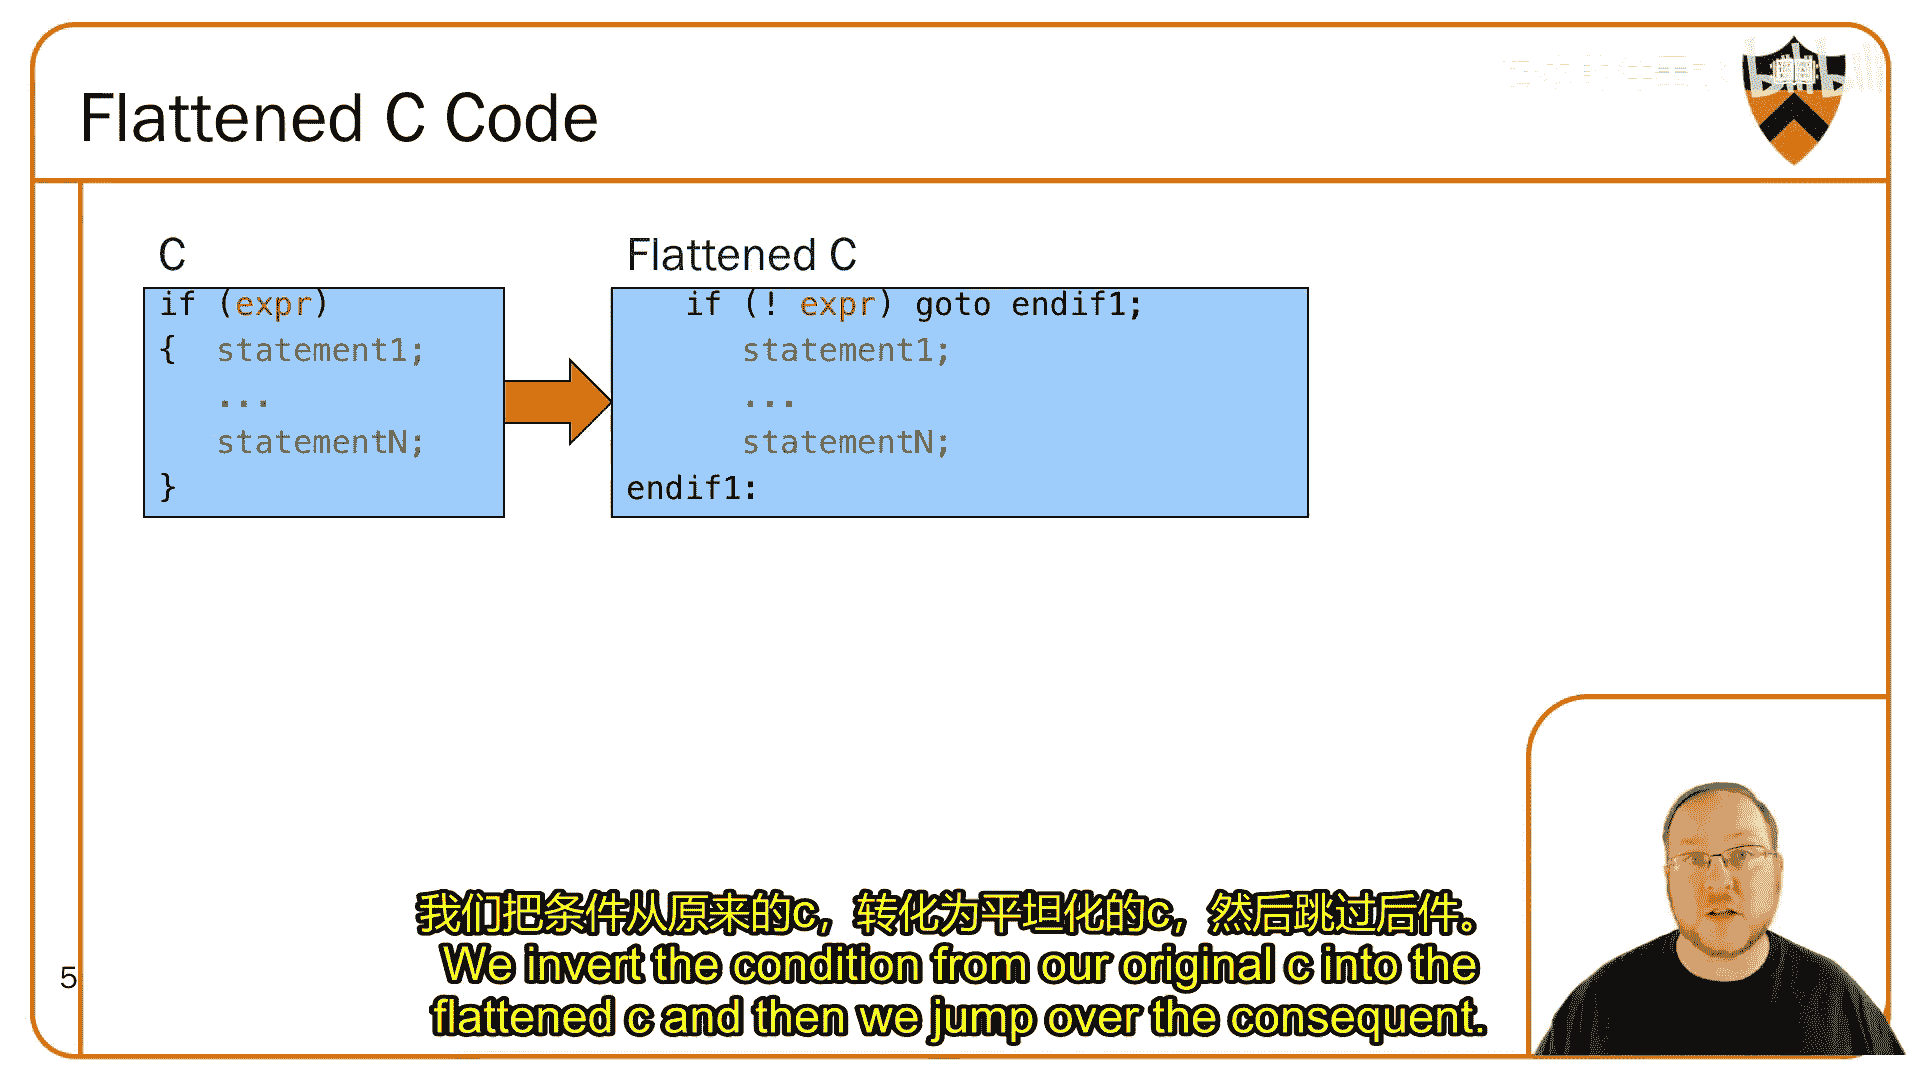 Flattened C Code
C
if (expr)
{ statement1;
...
statementN;
}
Flattened C
if (! expr) goto endif1;
statement1;
...
statementN;
endif1:
我们把条件从原来的c，转化为平坦化的c，然后跳过后件。
We invert the condition from our original c into the
flattened c and then we jump over the consequent.
5